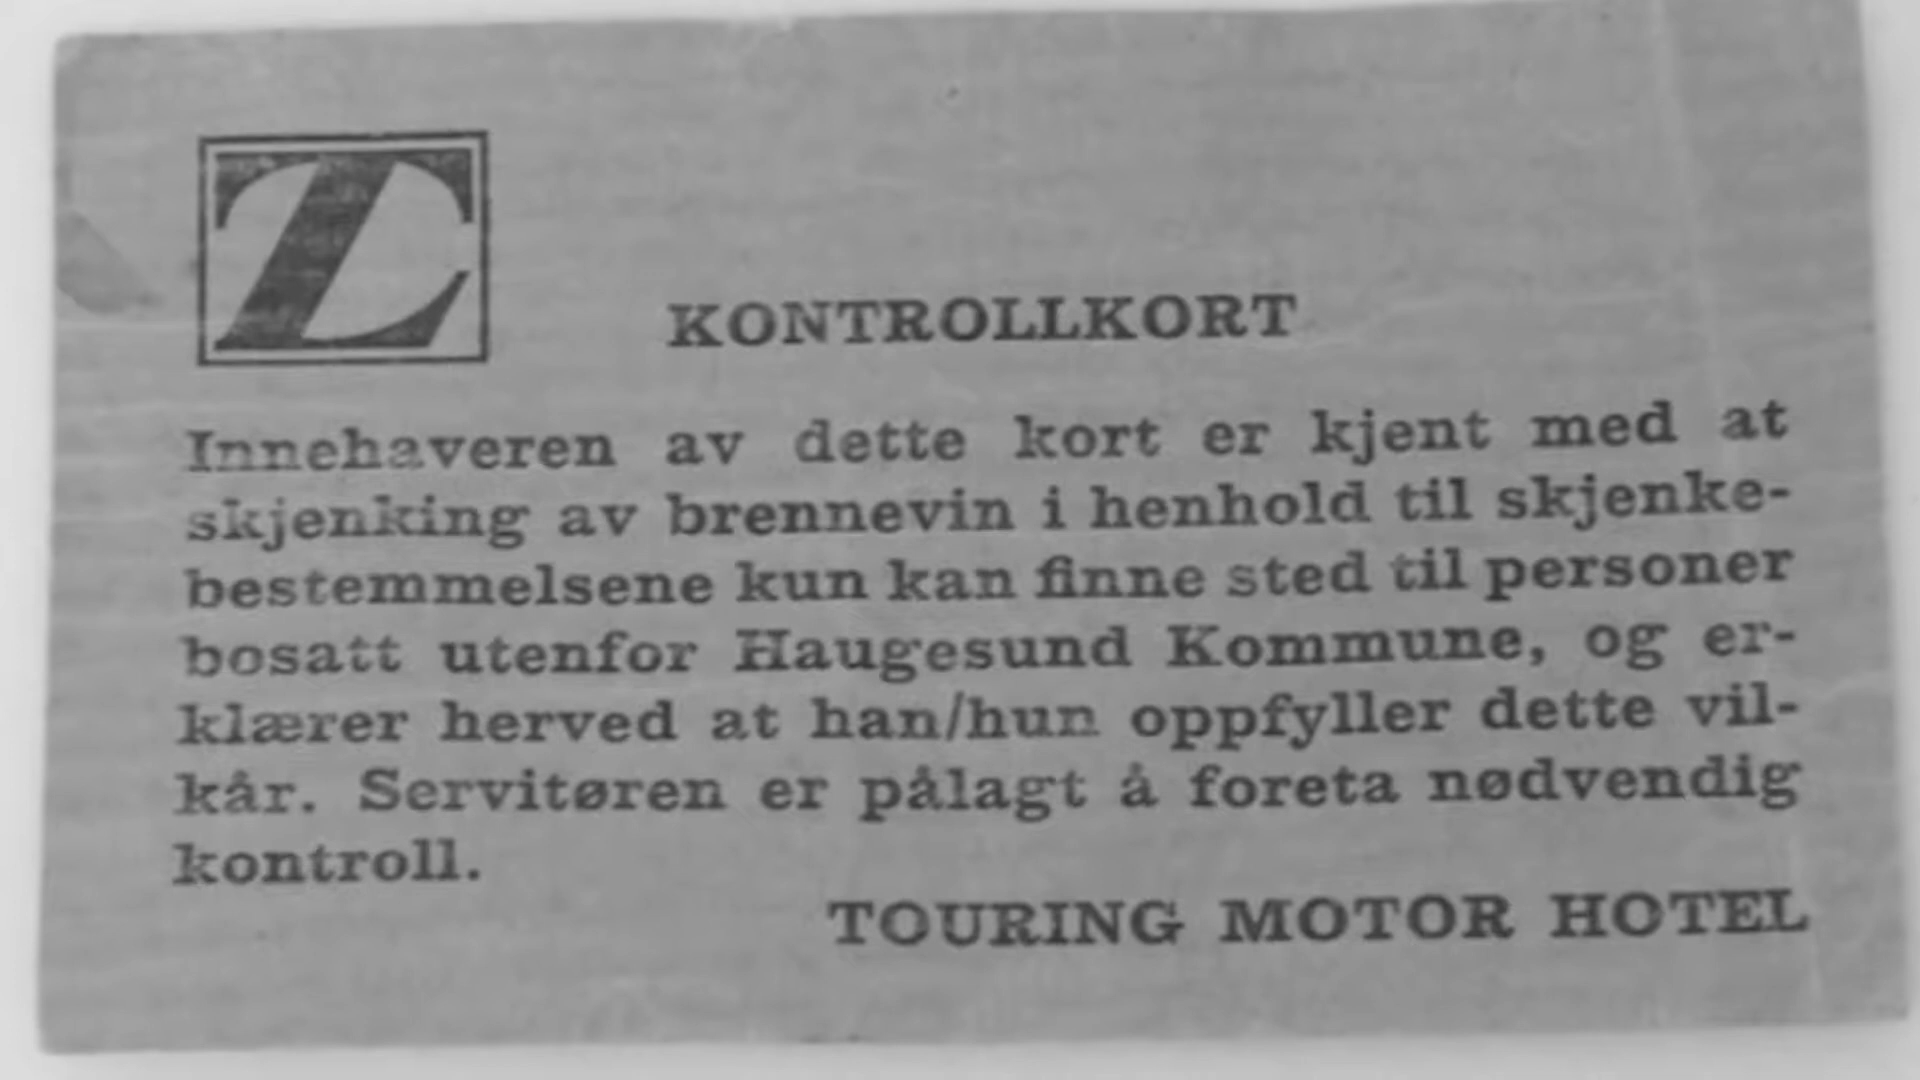 Z
KONTROLLKORT
Innehaveren av dette kort er kjent med at
skjenking av brennevin i henhold til skjenke-
bestemmelsene kun kan finne sted til personer
bosatt utenfor Haugesund Kommune, og er-
klærer herved at han/hun oppfyller dette vil-
kår. Servitøren er pålagt å foreta nødvendig
kontroll.
TOURING MOTOR HOTEL